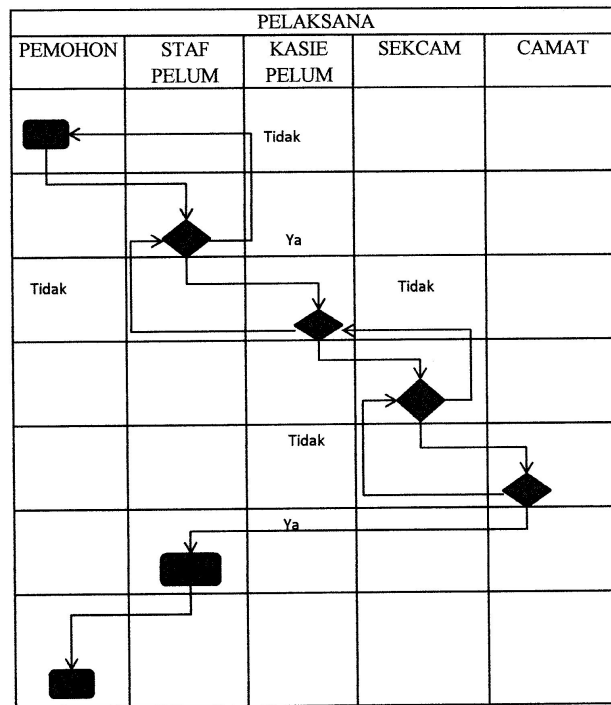 PELAKSANA
PEMOHON
STAF
PELUM
KASIE
PELUM
SEKCAM
CAMAT
Tidak
Ya
Tidak
Tidak
Tidak
Ya